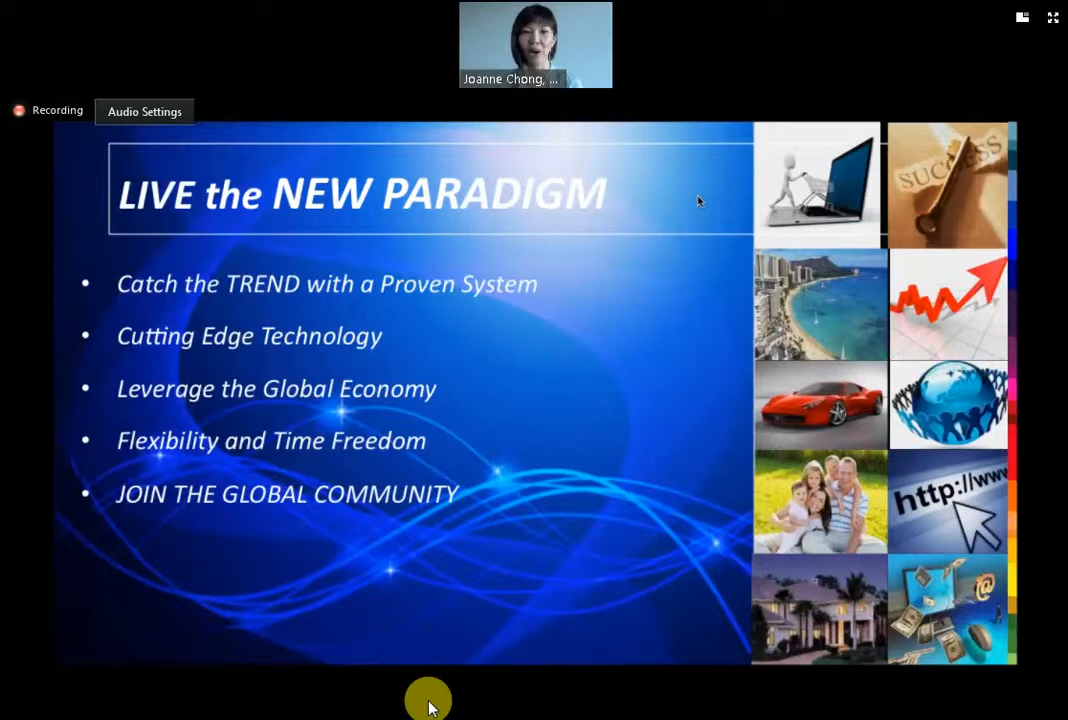 Joanne Chong, ...
Recording
Audio Settings
LIVE the NEW PARADIGM
• Catch the TREND with a Proven System
• Cutting Edge Technology
• Leverage the Global Economy
• Flexibility and Time Freedom
• JOIN THE GLOBAL COMMUNITY
SUCCESS
http://www
@